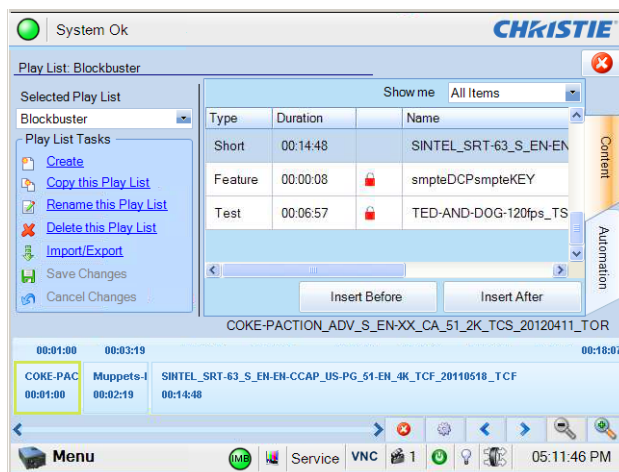 System Ok
CHRISTIE
Play List: Blockbuster
Selected Play List
Blockbuster
Play List Tasks
Create
Copy this Play List
Rename this Play List
Delete this Play List
Import/Export
Save Changes
Cancel Changes
Show me All Items
Type Duration Name
Short 00:14:48 SINTEL_SRT-63_S_EN-EN
Feature 00:00:08 smpteDCPsmpteKEY
Test 00:06:57 TED-AND-DOG-120fps_TS
Insert Before Insert After
Content
Automation
COKE-PACTION_ADV_S_EN-XX_CA_51_2K_TCS_20120411_TOR
00:01:00 00:03:19 00:18:07
COKE-PAC Muppets-I SINTEL_SRT-63_S_EN-EN-CCAP_US-PG_51-EN_4K_TCF_20110518_TCF
00:01:00 00:02:19 00:14:48
Menu IMB Service VNC 1 05:11:46 PM